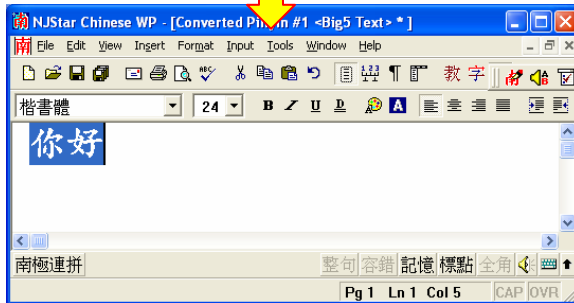 NJStar Chinese WP - [Converted Pinyin #1 <Big5 Text> * ]
File Edit View Insert Format Input Tools Window Help
教 字
楷書體 24 B I U D A
你好
南極連拼 整句 容錯 記憶 標點 全角
Pg 1 Ln 1 Col 5 CAP OVR